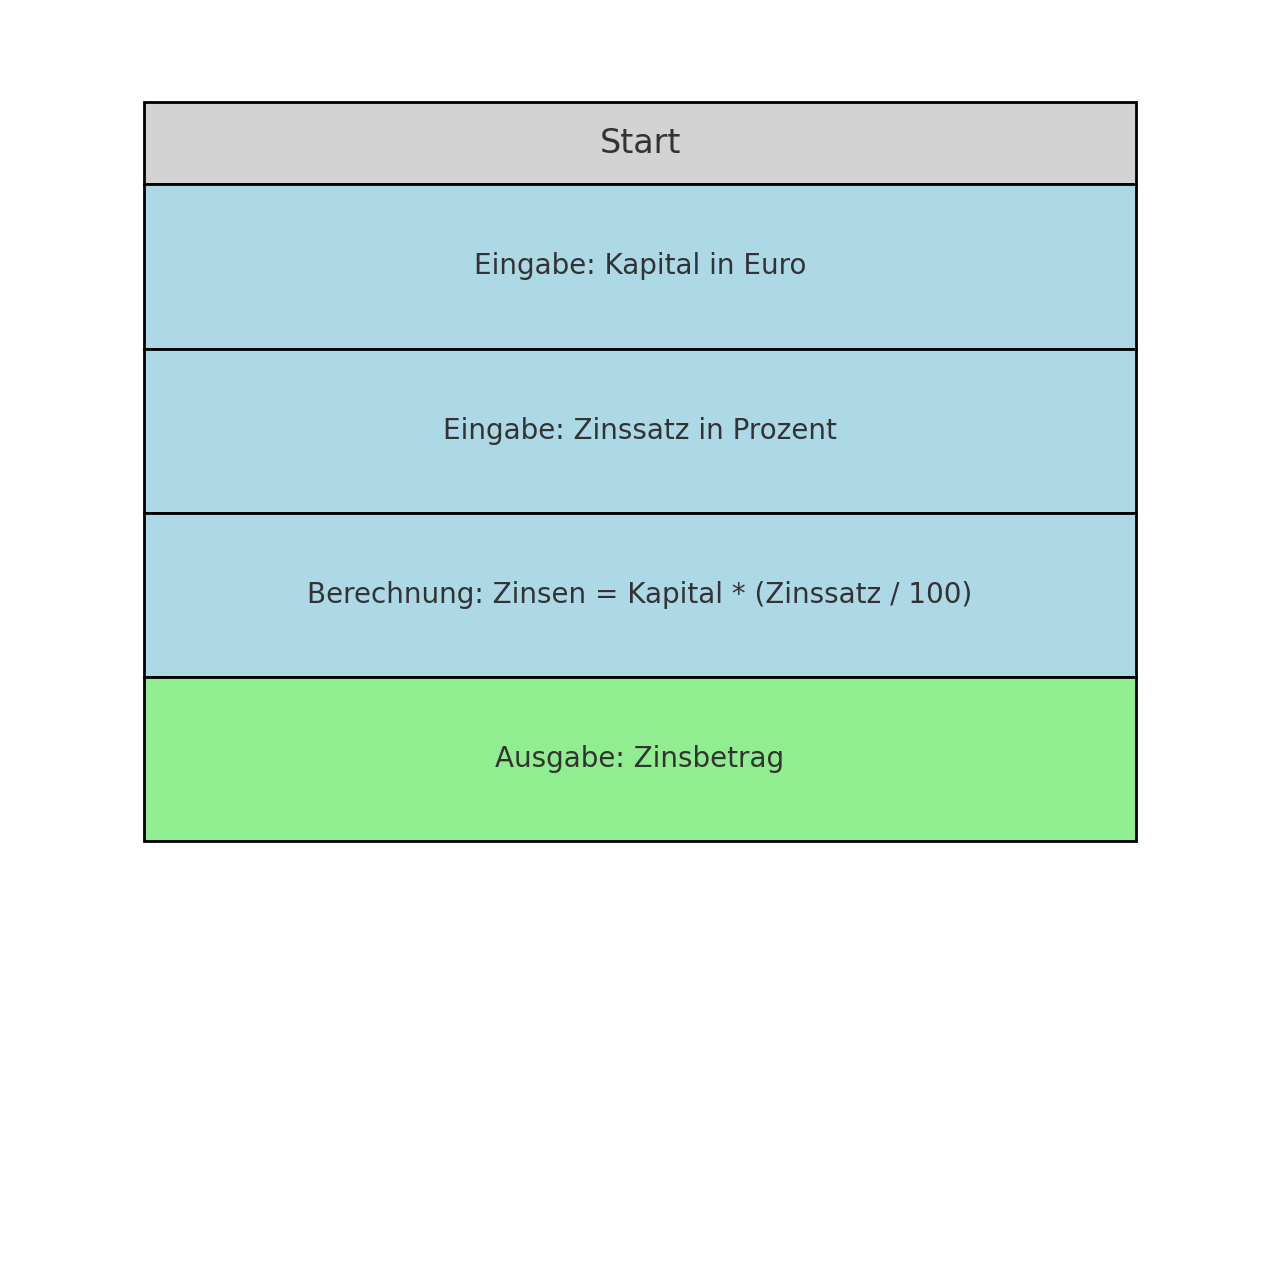 Start
Eingabe: Kapital in Euro
Eingabe: Zinssatz in Prozent
Berechnung: Zinsen = Kapital * (Zinssatz / 100)
Ausgabe: Zinsbetrag